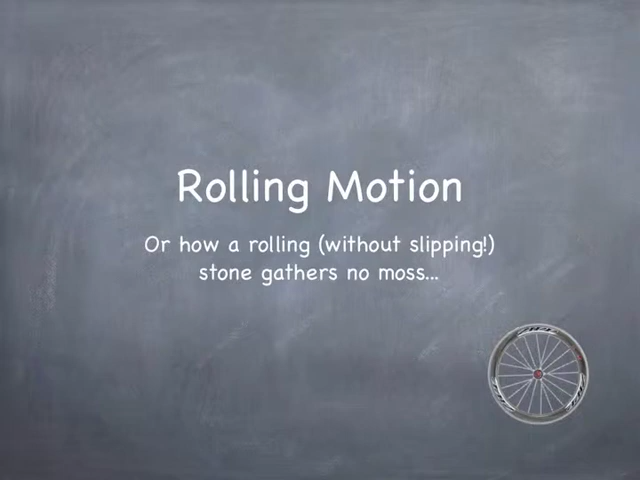 Rolling Motion
Or how a rolling (without slipping!)
stone gathers no moss...